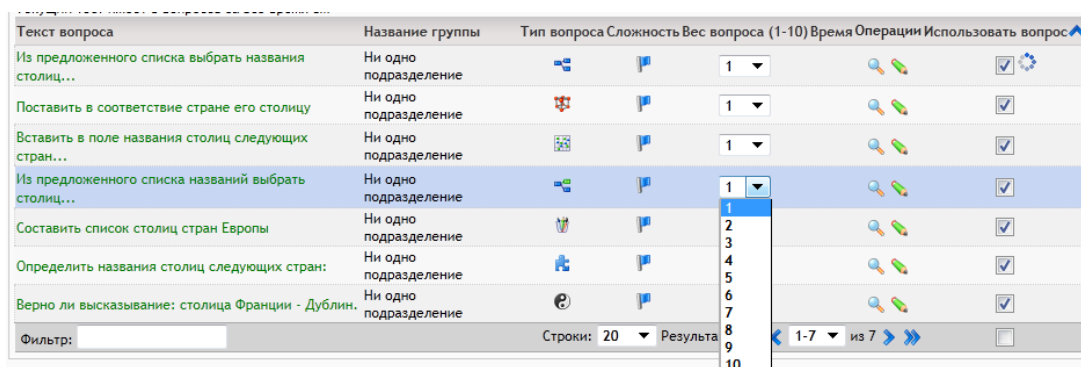 Текст вопроса Название группы Тип вопроса Сложность Вес вопроса (1-10) Время Операции Использовать вопрос
Из предложенного списка выбрать названия столиц... Ни одно подразделение 1
Поставить в соответствие стране его столицу Ни одно подразделение 1
Вставить в поле названия столиц следующих стран... Ни одно подразделение 1
Из предложенного списка названий выбрать столиц... Ни одно подразделение 1
1
2
3
4
5
6
7
8
9
10
Составить список столиц стран Европы Ни одно подразделение
Определить названия столиц следующих стран: Ни одно подразделение
Верно ли высказывание: столица Франции - Дублин. Ни одно подразделение
Фильтр: Строки: 20 Результа 1-7 из 7